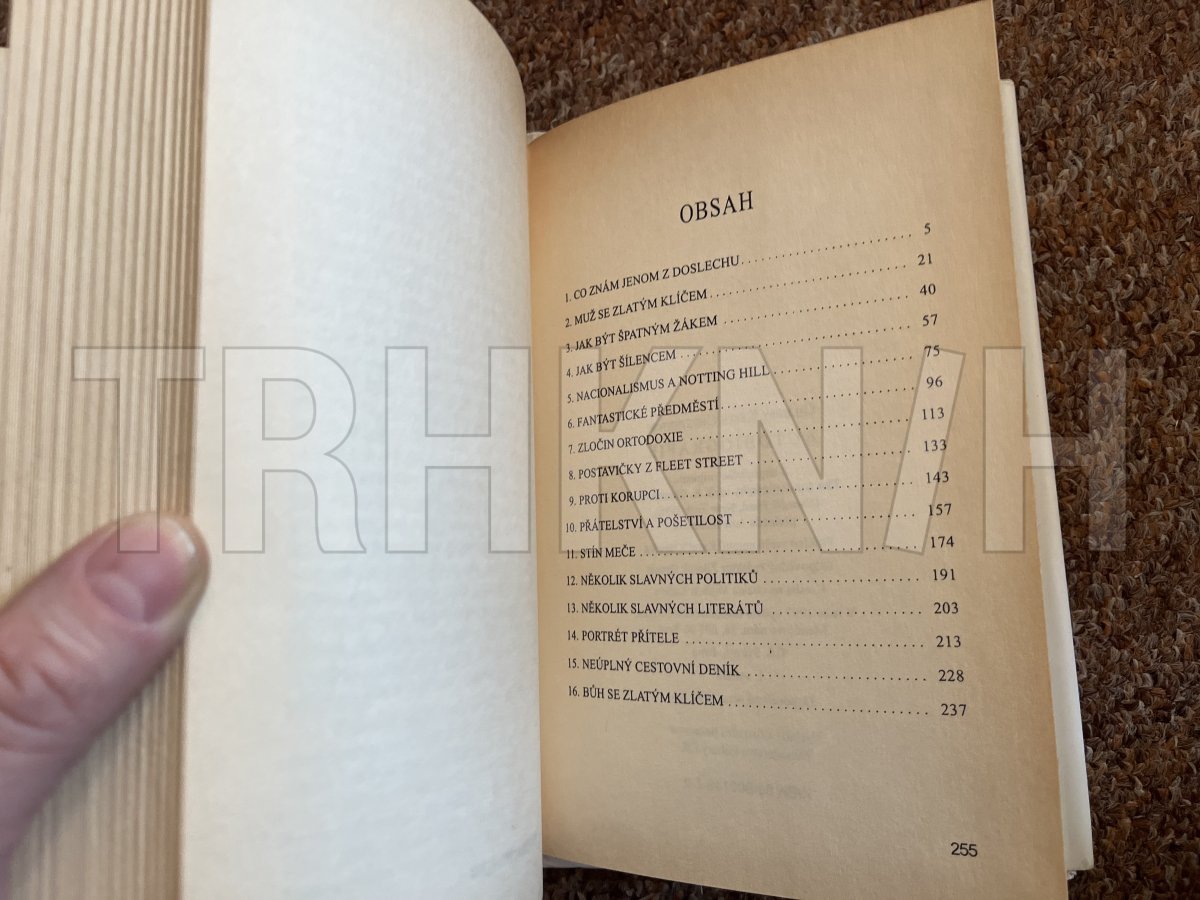 OBSAH
1. CO ZNÁM JENOM Z DOSLECHU 5
2. MUŽ SE ZLATÝM KLÍČEM 21
3. JAK BÝT ŠPATNÝM ŽÁKEM 40
4. JAK BÝT ŠÍLENCEM 57
5. NACIONALISMUS A NOTTING HILL 75
6. FANTASTICKÉ PŘEDMĚSTÍ 96
7. ZLOČIN ORTODOXIE 113
8. POSTAVIČKY Z FLEET STREET 133
9. PROTI KORUPCI 143
10. PŘÁTELSTVÍ A POŠETILOST 157
11. STÍN MEČE 174
12. NĚKOLIK SLAVNÝCH POLITIKŮ 191
13. NĚKOLIK SLAVNÝCH LITERÁTŮ 203
14. PORTRÉT PŘÍTELE 213
15. NEÚPLNÝ CESTOVNÍ DENÍK 228
16. BŮH SE ZLATÝM KLÍČEM 237
255
TRHKN/H